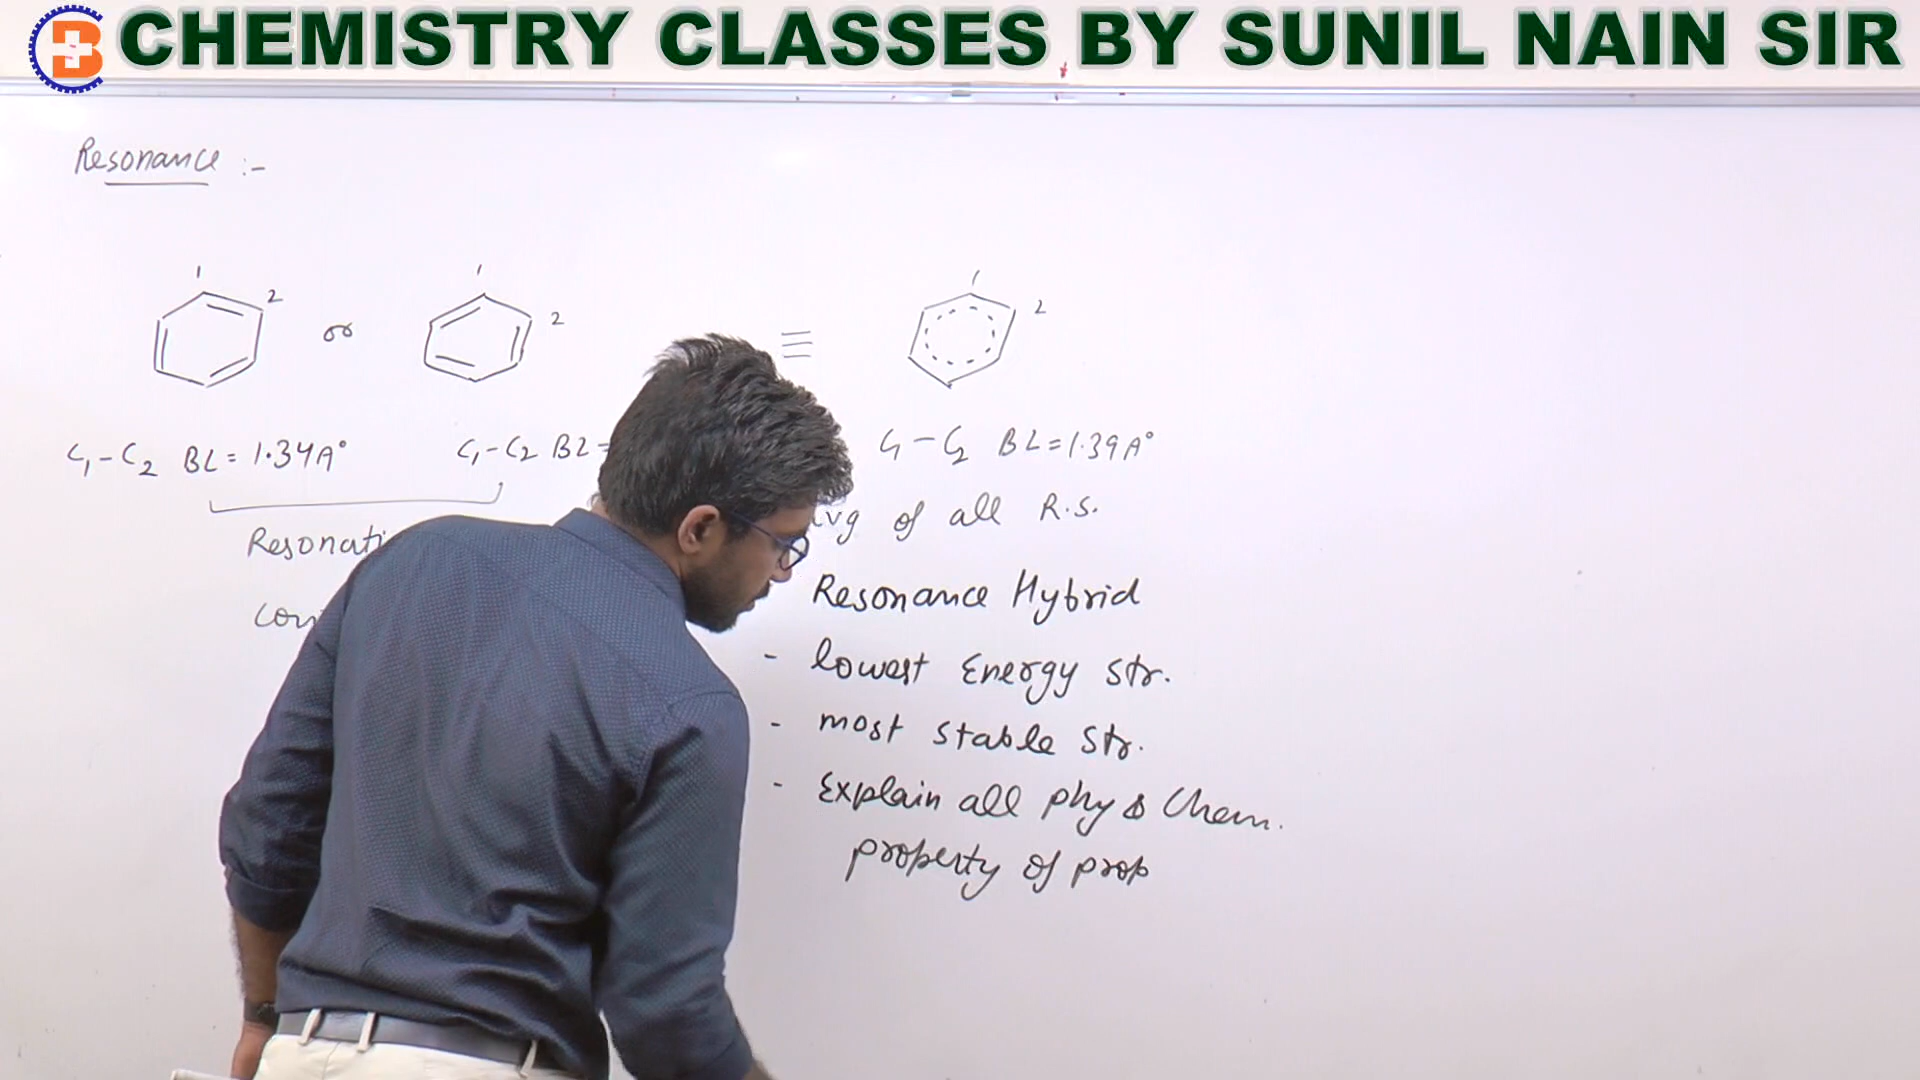 CHEMISTRY CLASSES BY SUNIL NAIN SIR
Resonance :-
1
2
or
1
2
≡
1
2
C1-C2 BL = 1.34A°
C1-C2 BL =
C1-C2 BL = 1.39A°
of all R.S.
Resonance Hybrid
- lowest Energy Str.
- most stable Str.
- Explain all phy & Chem.
property of prop